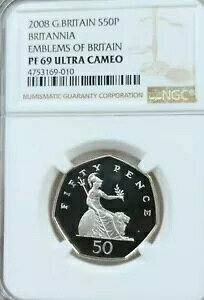 2008 G.BRITAIN S50P
BRITANNIA
EMBLEMS OF BRITAIN
PF 69 ULTRA CAMEO
4753169-010
NUMISMATIC GUARANTY CORPORATION
NGC
FIFTY PENCE
50